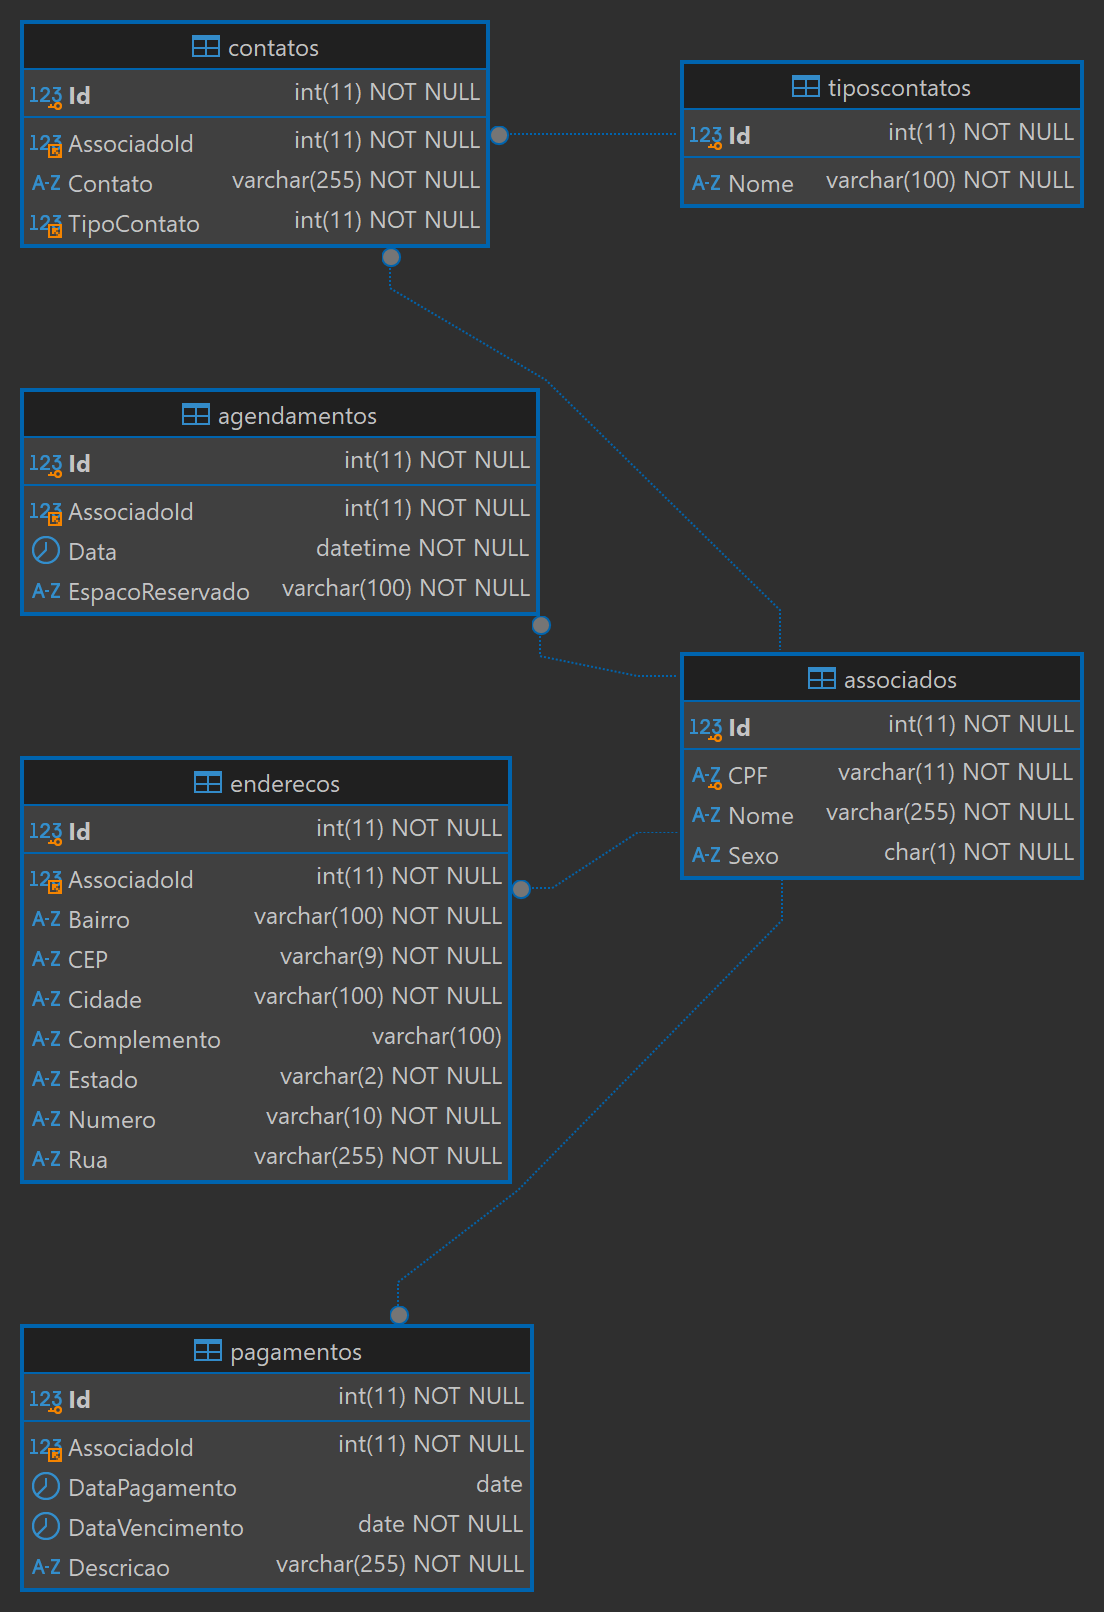 contatos
123 Id int(11) NOT NULL
123 AssociadoId int(11) NOT NULL
A-Z Contato varchar(255) NOT NULL
123 TipoContato int(11) NOT NULL
tiposcontatos
123 Id int(11) NOT NULL
A-Z Nome varchar(100) NOT NULL
agendamentos
123 Id int(11) NOT NULL
123 AssociadoId int(11) NOT NULL
Data datetime NOT NULL
A-Z EspacoReservado varchar(100) NOT NULL
associados
123 Id int(11) NOT NULL
A-Z CPF varchar(11) NOT NULL
A-Z Nome varchar(255) NOT NULL
A-Z Sexo char(1) NOT NULL
enderecos
123 Id int(11) NOT NULL
123 AssociadoId int(11) NOT NULL
A-Z Bairro varchar(100) NOT NULL
A-Z CEP varchar(9) NOT NULL
A-Z Cidade varchar(100) NOT NULL
A-Z Complemento varchar(100)
A-Z Estado varchar(2) NOT NULL
A-Z Numero varchar(10) NOT NULL
A-Z Rua varchar(255) NOT NULL
pagamentos
123 Id int(11) NOT NULL
123 AssociadoId int(11) NOT NULL
DataPagamento date
DataVencimento date NOT NULL
A-Z Descricao varchar(255) NOT NULL